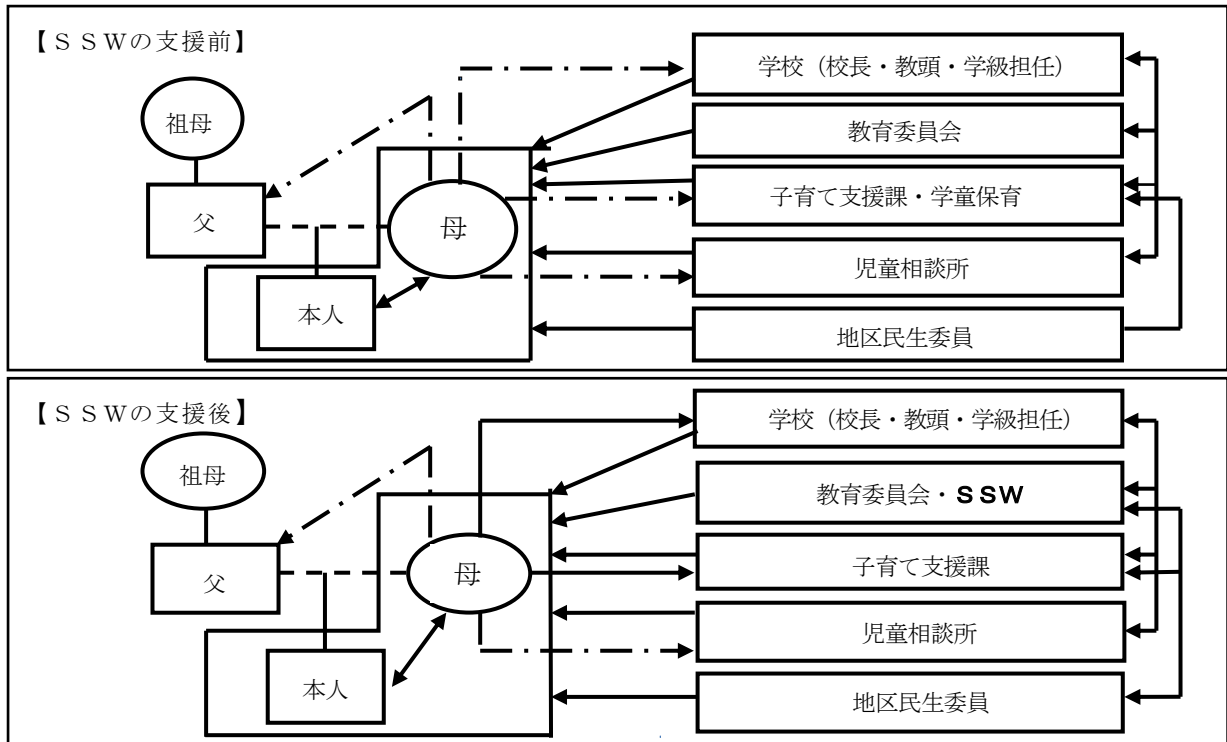 【ＳＳＷの支援前】
学校（校長・教頭・学級担任）
祖母
教育委員会
父
母
子育て支援課・学童保育
児童相談所
本人
地区民生委員
【ＳＳＷの支援後】
学校（校長・教頭・学級担任）
祖母
教育委員会・ＳＳＷ
父
母
子育て支援課
児童相談所
本人
地区民生委員